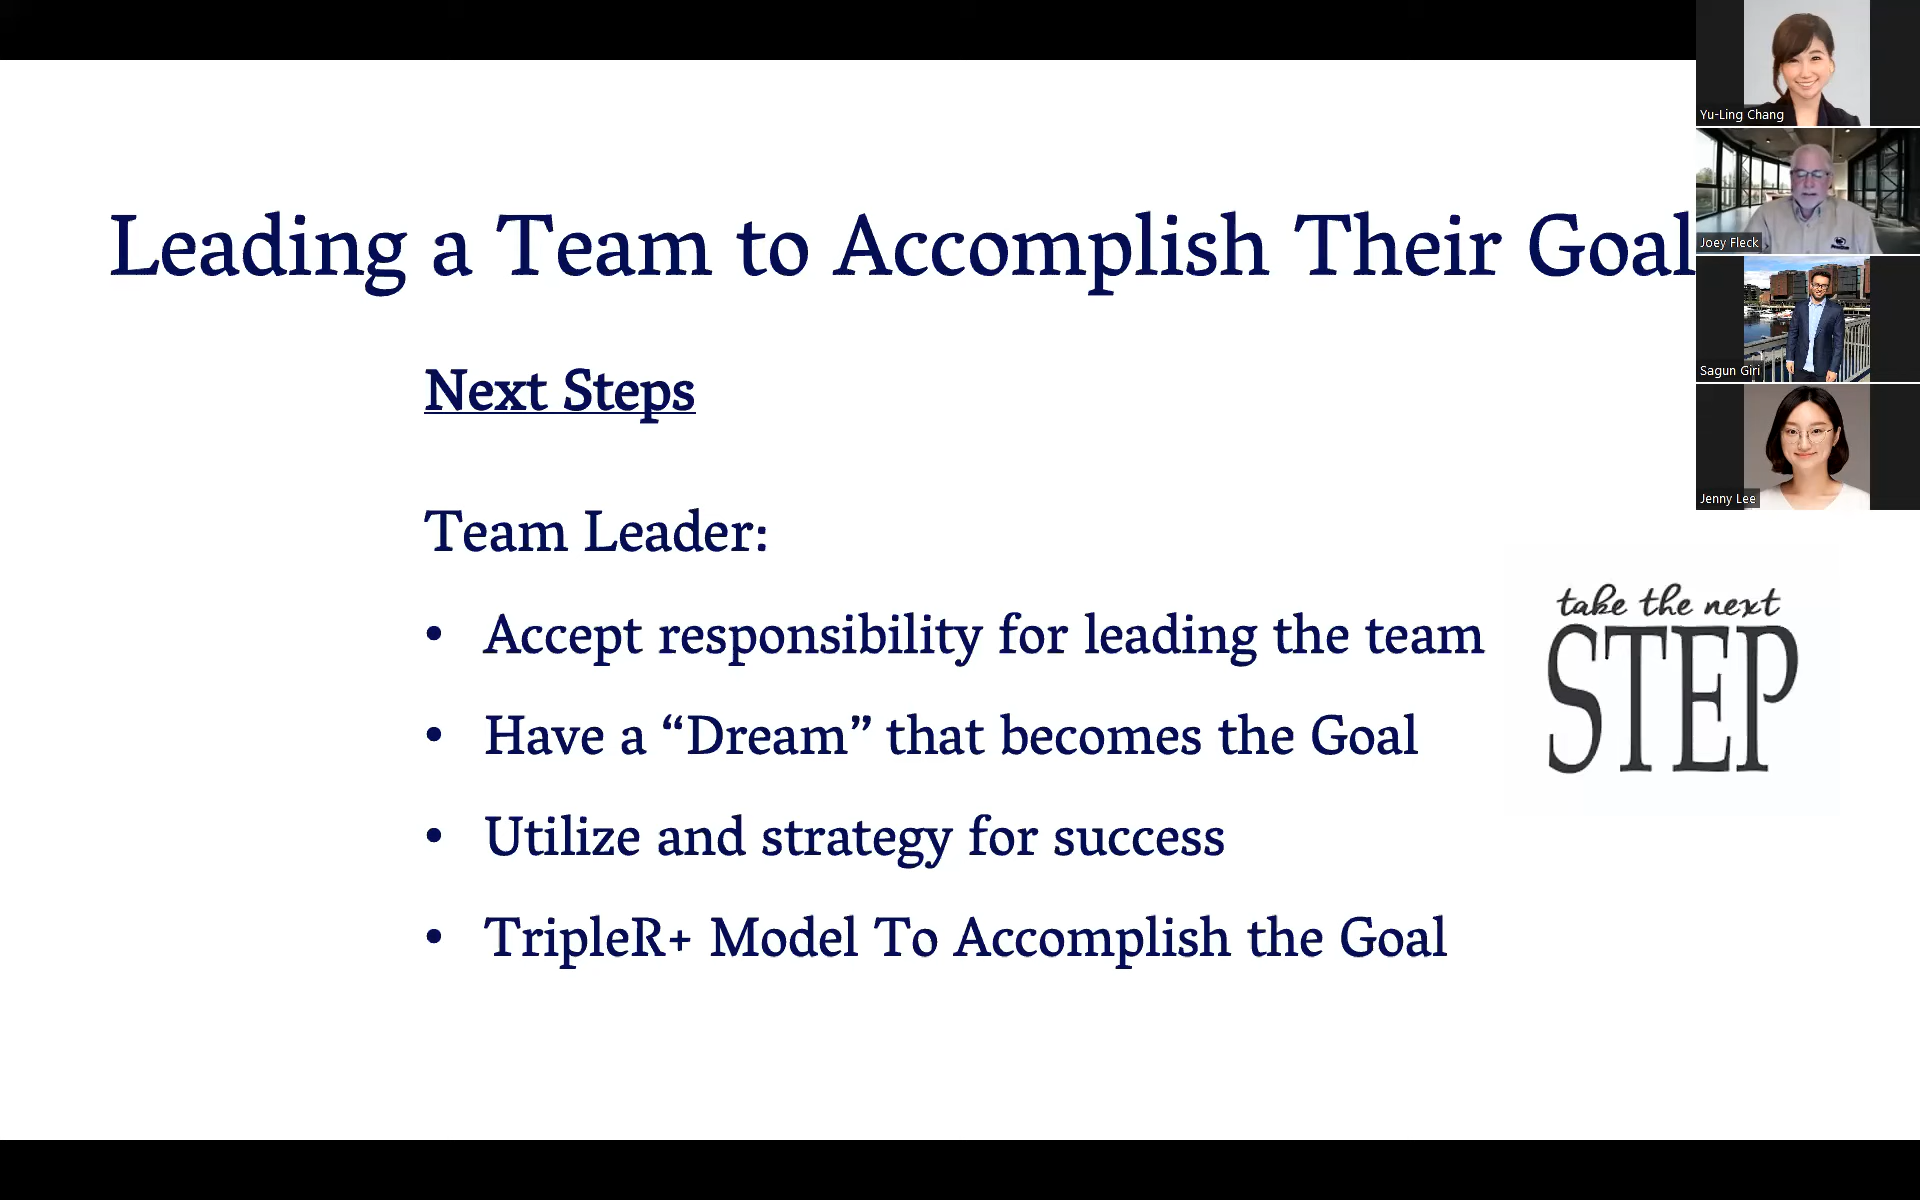 Leading a Team to Accomplish Their Goal
Next Steps
Team Leader:
• Accept responsibility for leading the team
• Have a “Dream” that becomes the Goal
• Utilize and strategy for success
• TripleR+ Model To Accomplish the Goal
take the next
STEP
Yu-Ling Chang
Joey Fleck
Sagun Giri
Jenny Lee